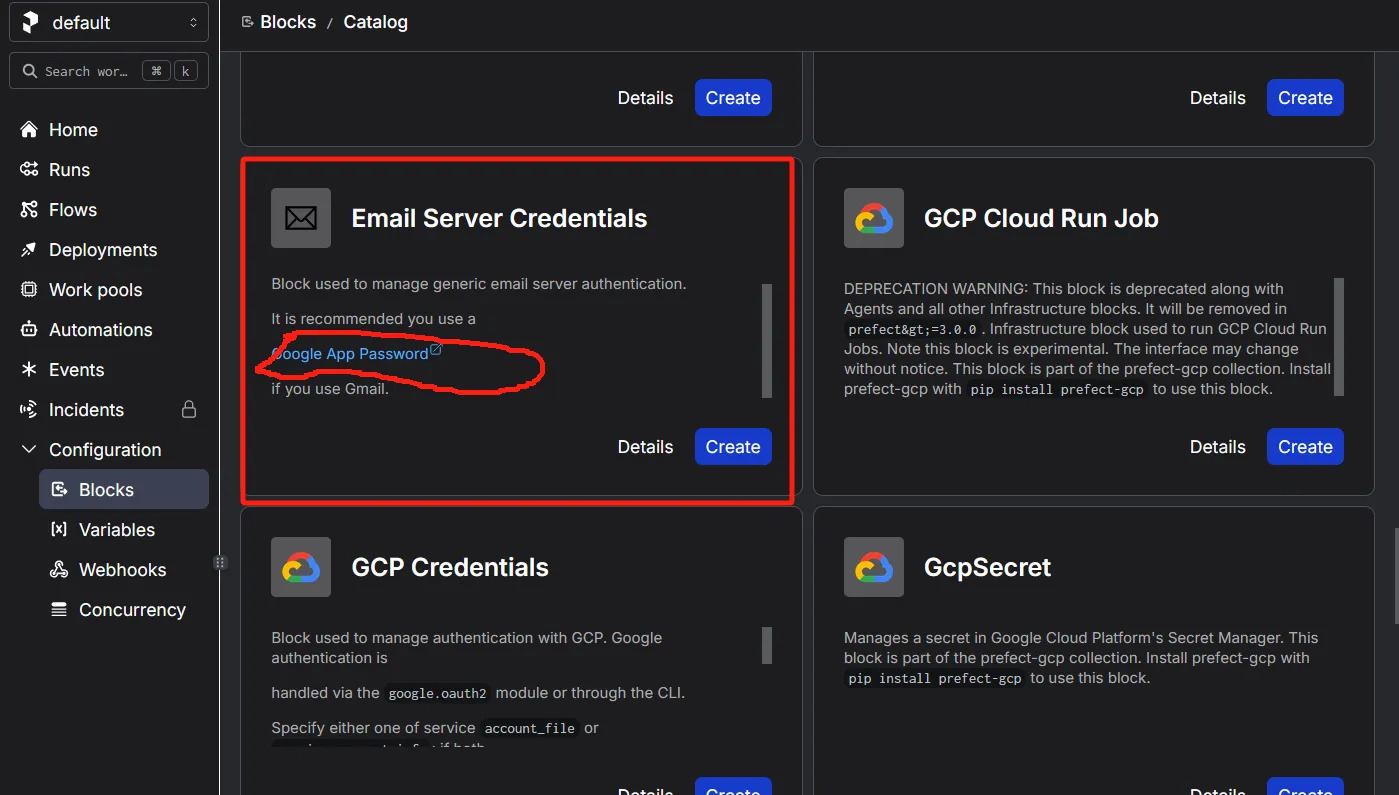 default
Blocks / Catalog
Search wor… ⌘ k
Home
Runs
Flows
Deployments
Work pools
Automations
Events
Incidents
Configuration
Blocks
Variables
Webhooks
Concurrency
Details Create
Details Create
Email Server Credentials
Block used to manage generic email server authentication.
It is recommended you use a
Google App Password
if you use Gmail.
Details Create
GCP Cloud Run Job
DEPRECATION WARNING: This block is deprecated along with
Agents and all other Infrastructure blocks. It will be removed in
prefect&gt;=3.0.0 . Infrastructure block used to run GCP Cloud Run
Jobs. Note this block is experimental. The interface may change
without notice. This block is part of the prefect-gcp collection. Install
prefect-gcp with pip install prefect-gcp to use this block.
Details Create
GCP Credentials
Block used to manage authentication with GCP. Google
authentication is
handled via the google.oauth2 module or through the CLI.
Specify either one of service account_file or
if both
Details Create
GcpSecret
Manages a secret in Google Cloud Platform's Secret Manager. This
block is part of the prefect-gcp collection. Install prefect-gcp with
pip install prefect-gcp to use this block.
Details Create